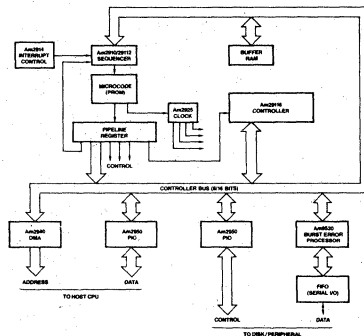 Am2914
INTERRUPT
CONTROL
Am2910/29112
SEQUENCER
BUFFER
RAM
MICROCODE
(PROM)
Am2925
CLOCK
Am29116
CONTROLLER
PIPELINE
REGISTER
CONTROL
CONTROLLER BUS (8/16 BITS)
Am2940
DMA
Am2950
PIO
Am2950
PIO
Am9520
BURST ERROR
PROCESSOR
ADDRESS
DATA
FIFO
(SERIAL I/O)
TO HOST CPU
CONTROL
DATA
TO DISK/PERIPHERAL